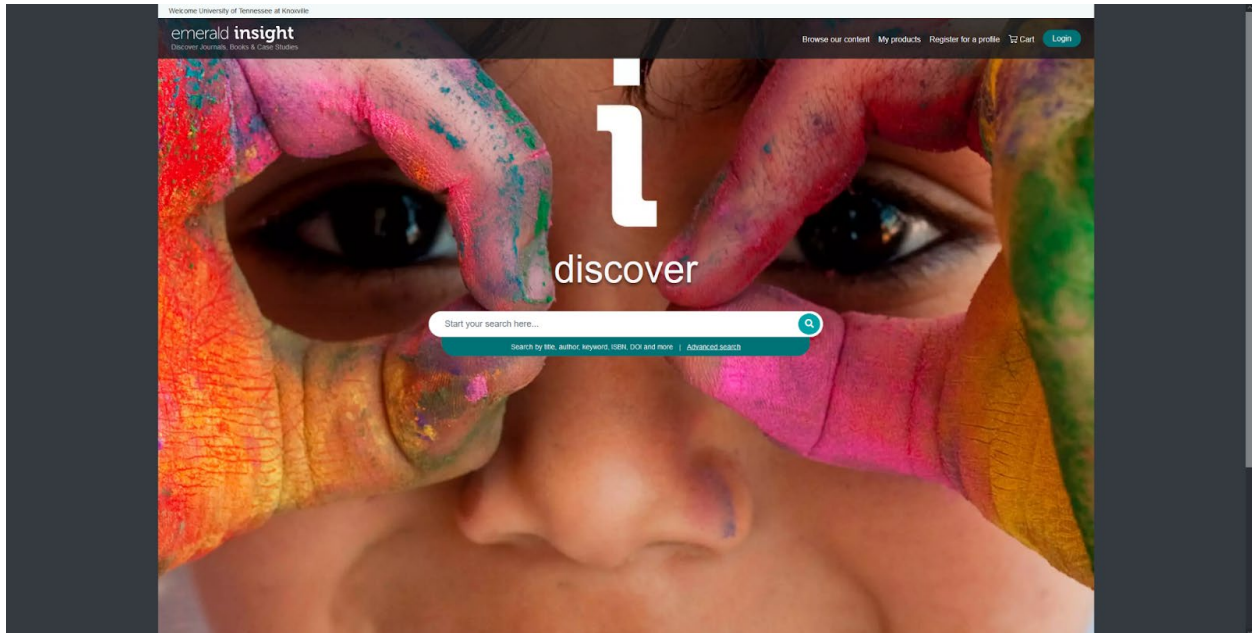 Welcome University of Tennessee at Knoxville
emerald insight
Discover Journals, Books & Case Studies
Browse our content My products Register for a profile Cart Login
i
discover
Start your search here...
Search by title, author, keyword, ISBN, DOI and more | Advanced search